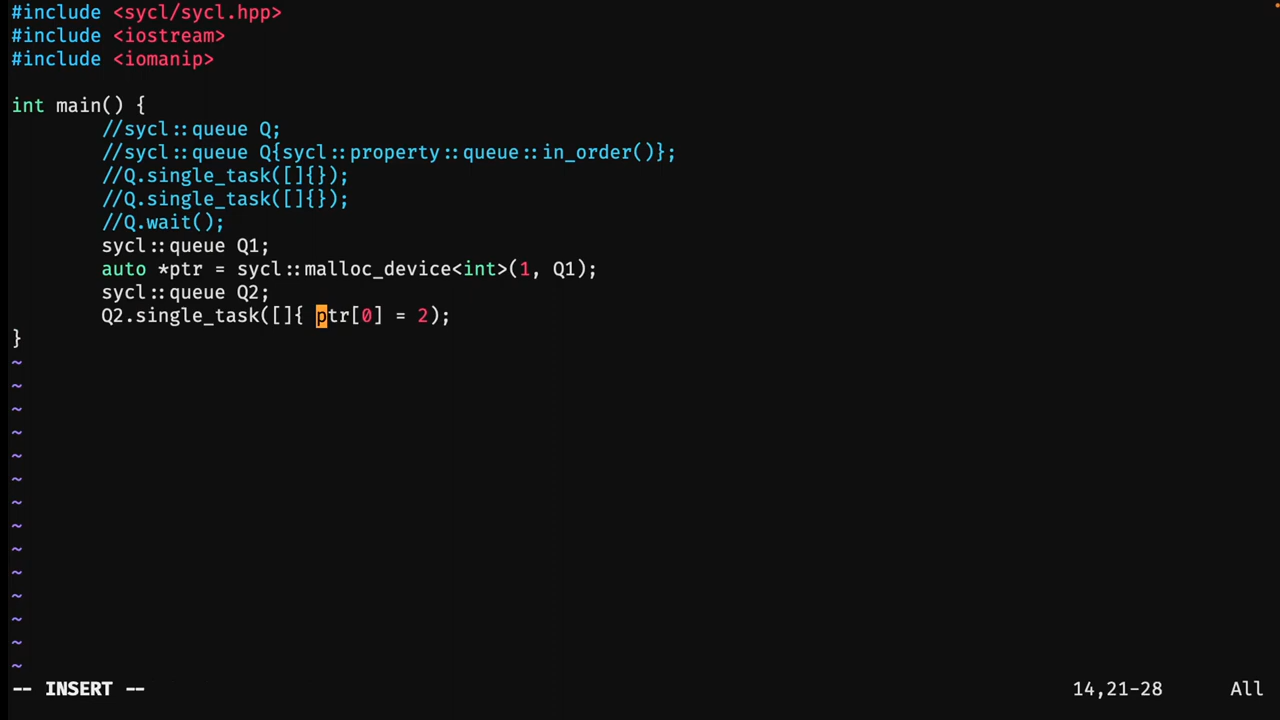 #include <sycl/sycl.hpp>
#include <iostream>
#include <iomanip>
int main() {
//sycl::queue Q;
//sycl::queue Q{sycl::property::queue::in_order()};
//Q.single_task([]{});
//Q.single_task([]{});
//Q.wait();
sycl::queue Q1;
auto *ptr = sycl::malloc_device<int>(1, Q1);
sycl::queue Q2;
Q2.single_task([]{ ptr[0] = 2);
}
~
~
~
~
~
~
~
~
~
~
~
~
~
~
-- INSERT -- 14,21-28 All